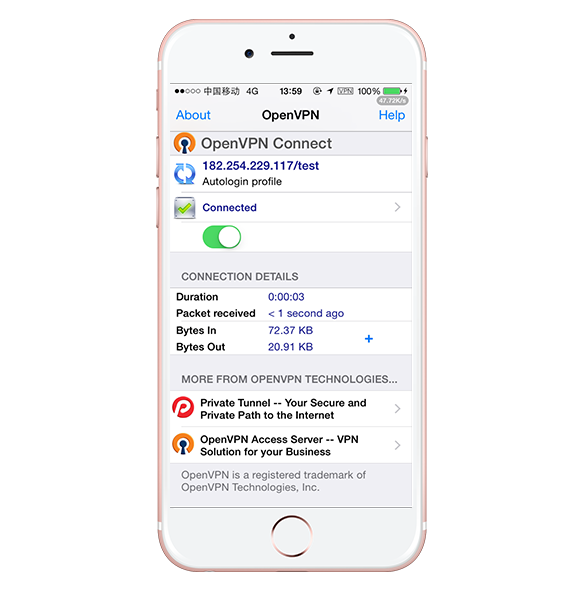 中国移动 4G 13:59 VPN 100%
47.72K/s
About OpenVPN Help
OpenVPN Connect
182.254.229.117/test
Autologin profile
Connected
CONNECTION DETAILS
Duration 0:00:03
Packet received < 1 second ago
Bytes In 72.37 KB
+
Bytes Out 20.91 KB
MORE FROM OPENVPN TECHNOLOGIES...
Private Tunnel -- Your Secure and
Private Path to the Internet
OpenVPN Access Server -- VPN
Solution for your Business
OpenVPN is a registered trademark of
OpenVPN Technologies, Inc.